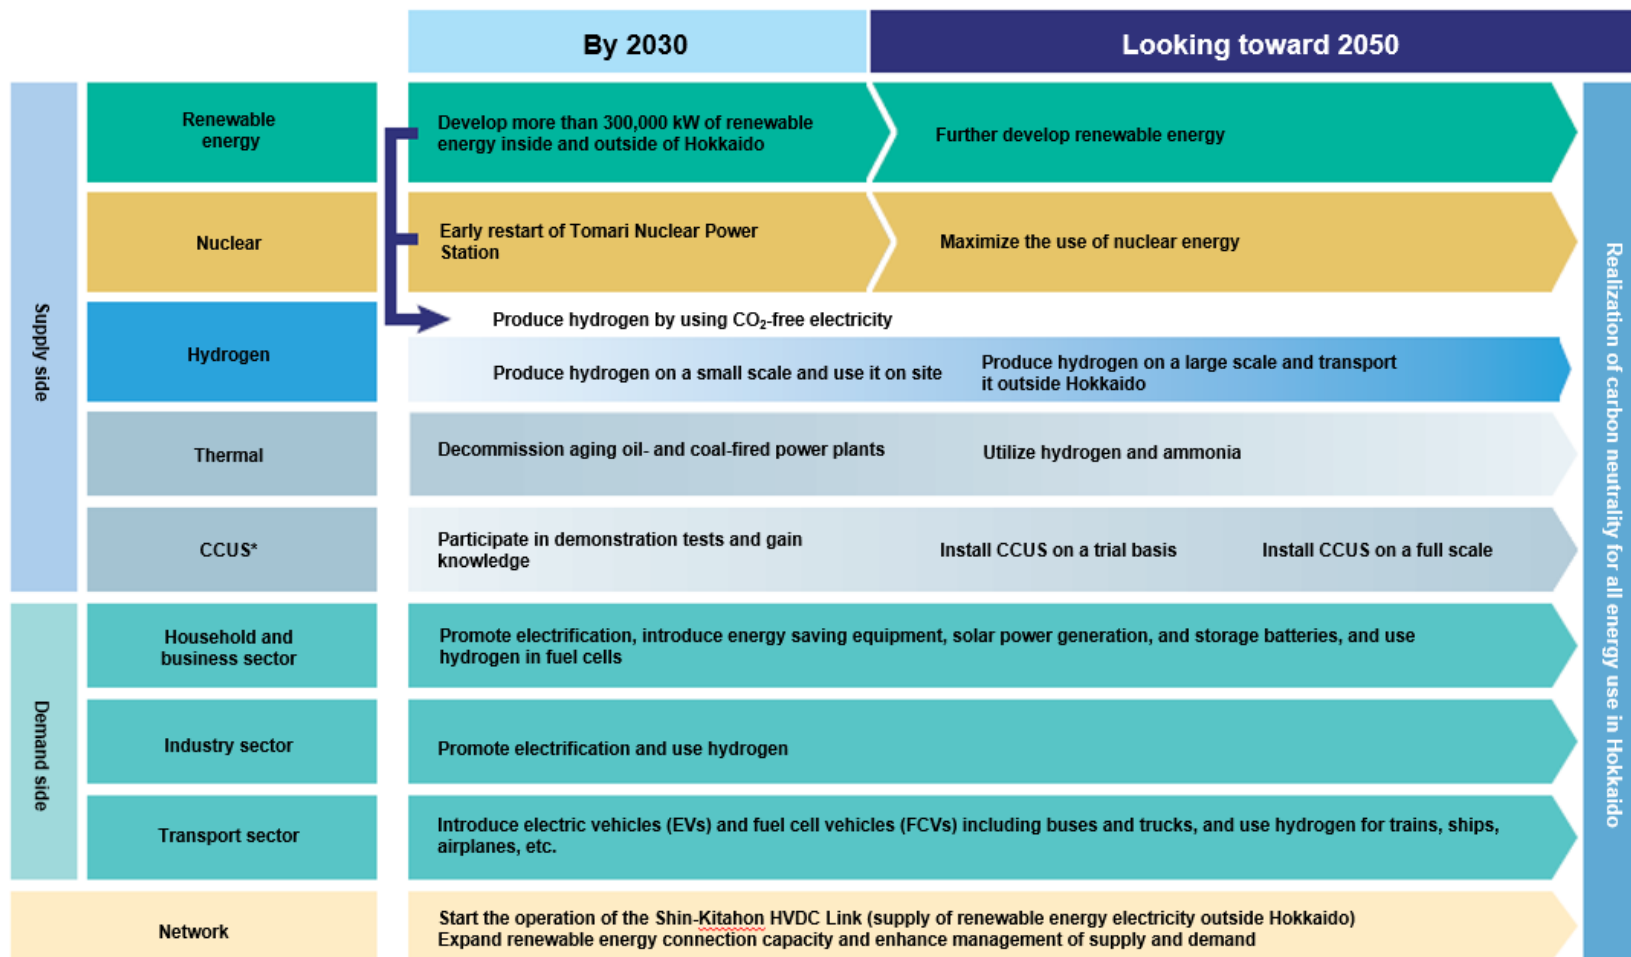 By 2030
Looking toward 2050
Supply side
Renewable
energy
Develop more than 300,000 kW of renewable
energy inside and outside of Hokkaido
Further develop renewable energy
Nuclear
Early restart of Tomari Nuclear Power
Station
Maximize the use of nuclear energy
Hydrogen
Produce hydrogen by using CO₂-free electricity
Produce hydrogen on a small scale and use it on site
Produce hydrogen on a large scale and transport
it outside Hokkaido
Thermal
Decommission aging oil- and coal-fired power plants
Utilize hydrogen and ammonia
CCUS*
Participate in demonstration tests and gain
knowledge
Install CCUS on a trial basis
Install CCUS on a full scale
Demand side
Household and
business sector
Promote electrification, introduce energy saving equipment, solar power generation, and storage batteries, and use
hydrogen in fuel cells
Industry sector
Promote electrification and use hydrogen
Transport sector
Introduce electric vehicles (EVs) and fuel cell vehicles (FCVs) including buses and trucks, and use hydrogen for trains, ships,
airplanes, etc.
Network
Start the operation of the Shin-Kitahon HVDC Link (supply of renewable energy electricity outside Hokkaido)
Expand renewable energy connection capacity and enhance management of supply and demand
Realization of carbon neutrality for all energy use in Hokkaido